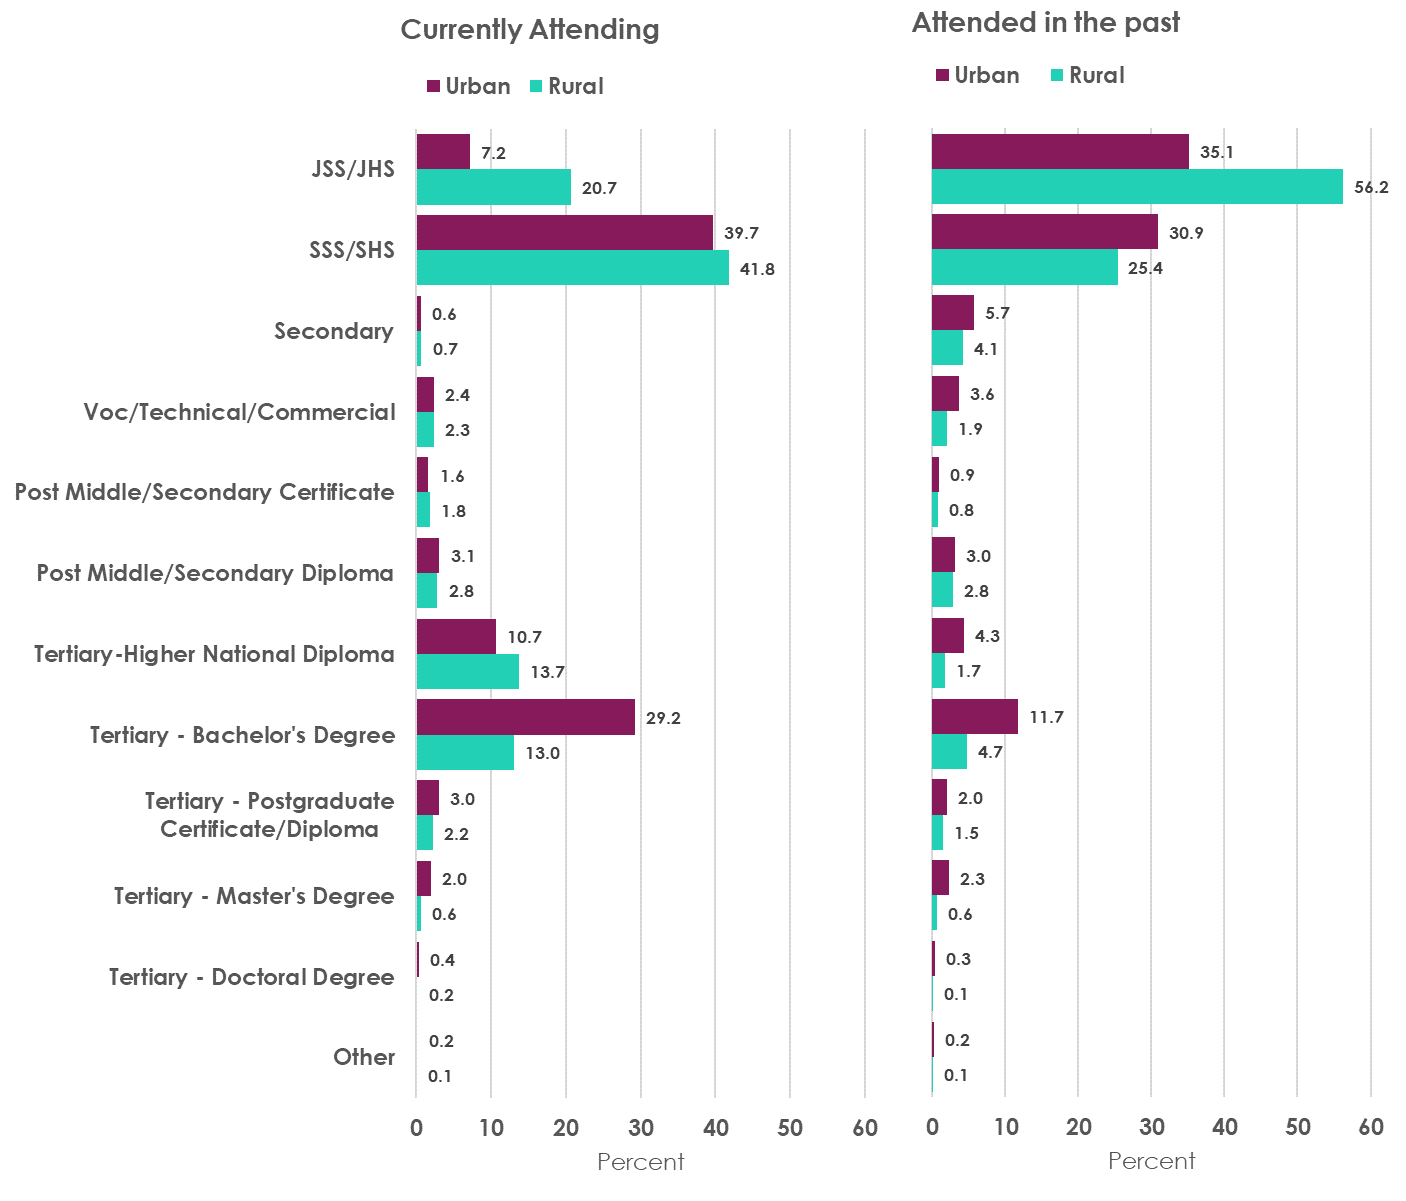 Currently Attending
Urban Rural
Attended in the past
Urban Rural
JSS/JHS 7.2 20.7 35.1 56.2
SSS/SHS 39.7 41.8 30.9 25.4
Secondary 0.6 0.7 5.7 4.1
Voc/Technical/Commercial 2.4 2.3 3.6 1.9
Post Middle/Secondary Certificate 1.6 1.8 0.9 0.8
Post Middle/Secondary Diploma 3.1 2.8 3.0 2.8
Tertiary-Higher National Diploma 10.7 13.7 4.3 1.7
Tertiary - Bachelor's Degree 29.2 13.0 11.7 4.7
Tertiary - Postgraduate
Certificate/Diploma 3.0 2.2 2.0 1.5
Tertiary - Master's Degree 2.0 0.6 2.3 0.6
Tertiary - Doctoral Degree 0.4 0.2 0.3 0.1
Other 0.2 0.1 0.2 0.1
0 10 20 30 40 50 60
Percent
0 10 20 30 40 50 60
Percent